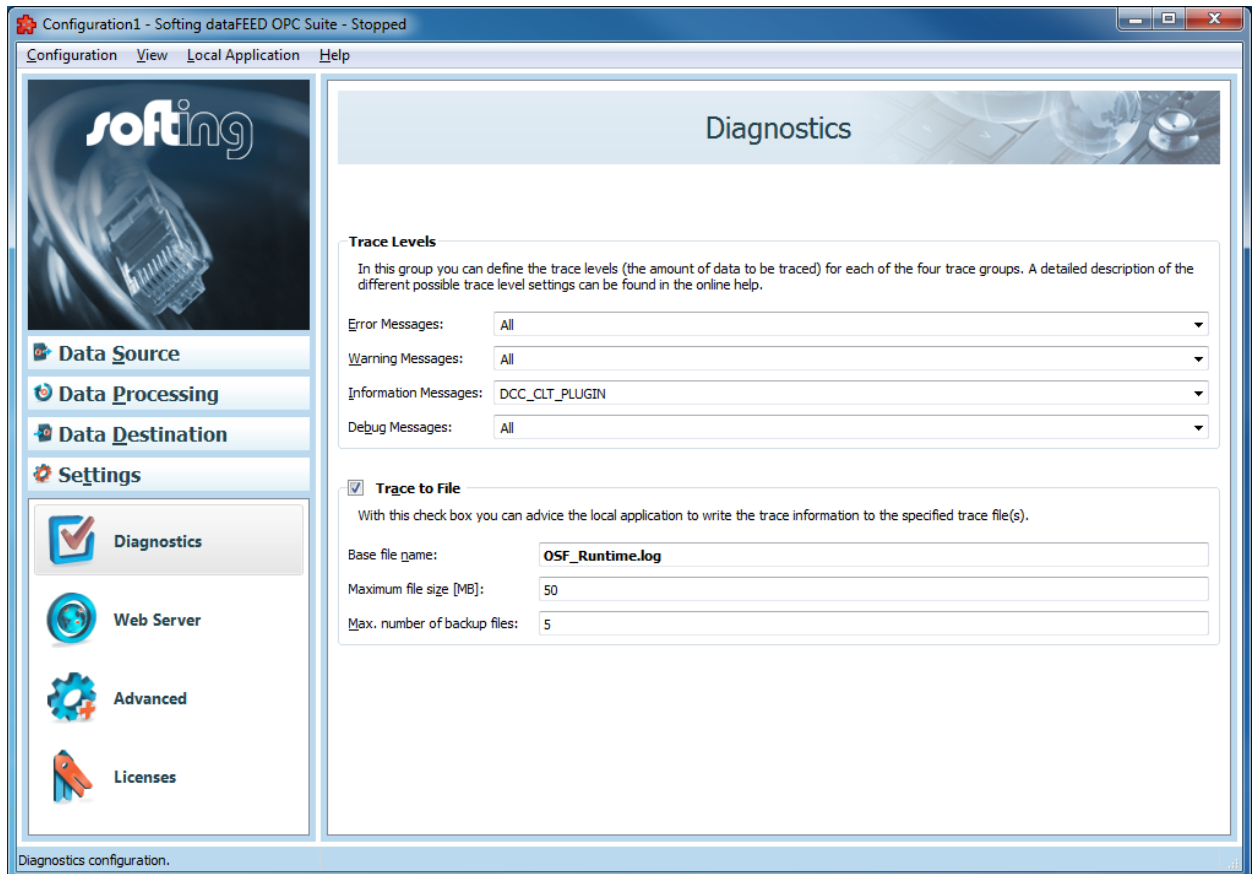 Configuration1 - Softing dataFEED OPC Suite - Stopped
Configuration View Local Application Help
softing
Diagnostics
Trace Levels
In this group you can define the trace levels (the amount of data to be traced) for each of the four trace groups. A detailed description of the
different possible trace level settings can be found in the online help.
Error Messages: All
Warning Messages: All
Information Messages: DCC_CLT_PLUGIN
Debug Messages: All
Data Source
Data Processing
Data Destination
Settings
Trace to File
With this check box you can advice the local application to write the trace information to the specified trace file(s).
Base file name: OSF_Runtime.log
Maximum file size [MB]: 50
Max. number of backup files: 5
Diagnostics
Web Server
Advanced
Licenses
Diagnostics configuration.